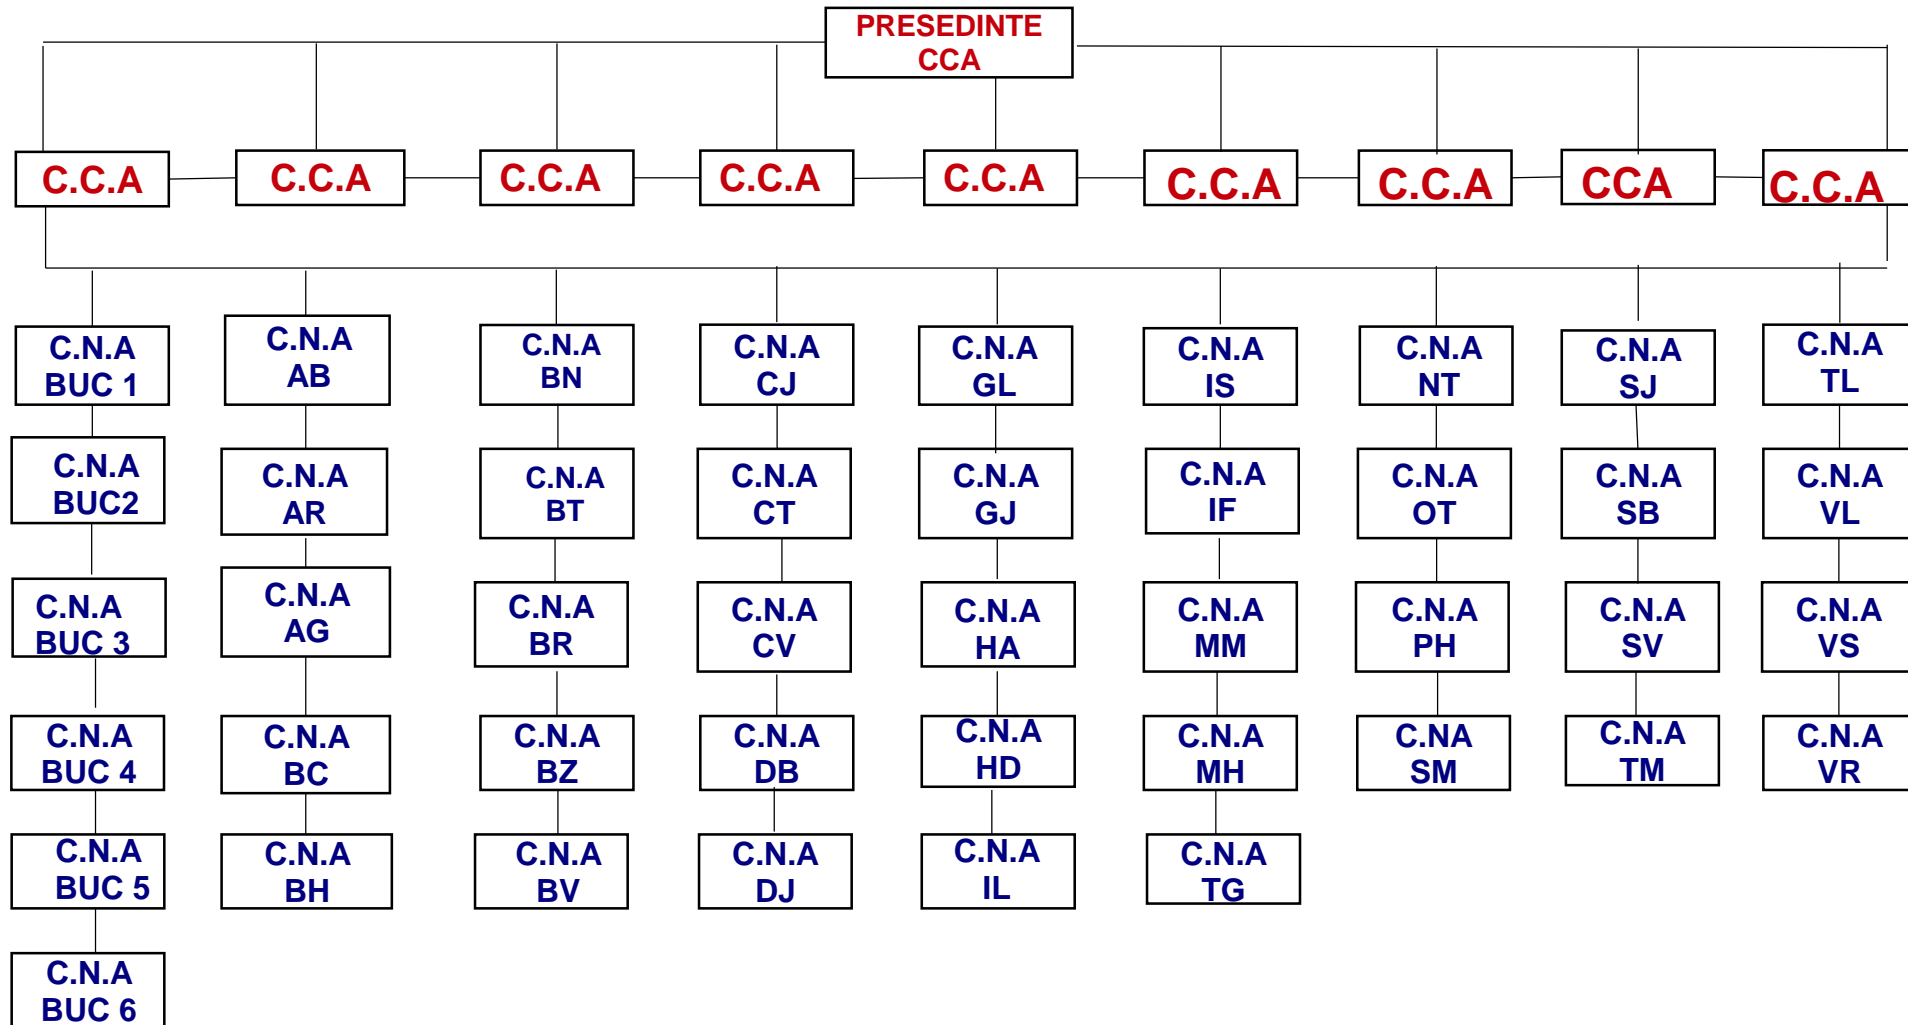 PRESEDINTE
CCA
C.C.A
C.C.A
C.C.A
C.C.A
C.C.A
C.C.A
C.C.A
CCA
C.C.A
C.N.A
BUC 1
C.N.A
AB
C.N.A
BN
C.N.A
CJ
C.N.A
GL
C.N.A
IS
C.N.A
NT
C.N.A
SJ
C.N.A
TL
C.N.A
BUC2
C.N.A
AR
C.N.A
BT
C.N.A
CT
C.N.A
GJ
C.N.A
IF
C.N.A
OT
C.N.A
SB
C.N.A
VL
C.N.A
BUC 3
C.N.A
AG
C.N.A
BR
C.N.A
CV
C.N.A
HA
C.N.A
MM
C.N.A
PH
C.N.A
SV
C.N.A
VS
C.N.A
BUC 4
C.N.A
BC
C.N.A
BZ
C.N.A
DB
C.N.A
HD
C.N.A
MH
C.NA
SM
C.N.A
TM
C.N.A
VR
C.N.A
BUC 5
C.N.A
BH
C.N.A
BV
C.N.A
DJ
C.N.A
IL
C.N.A
TG
C.N.A
BUC 6